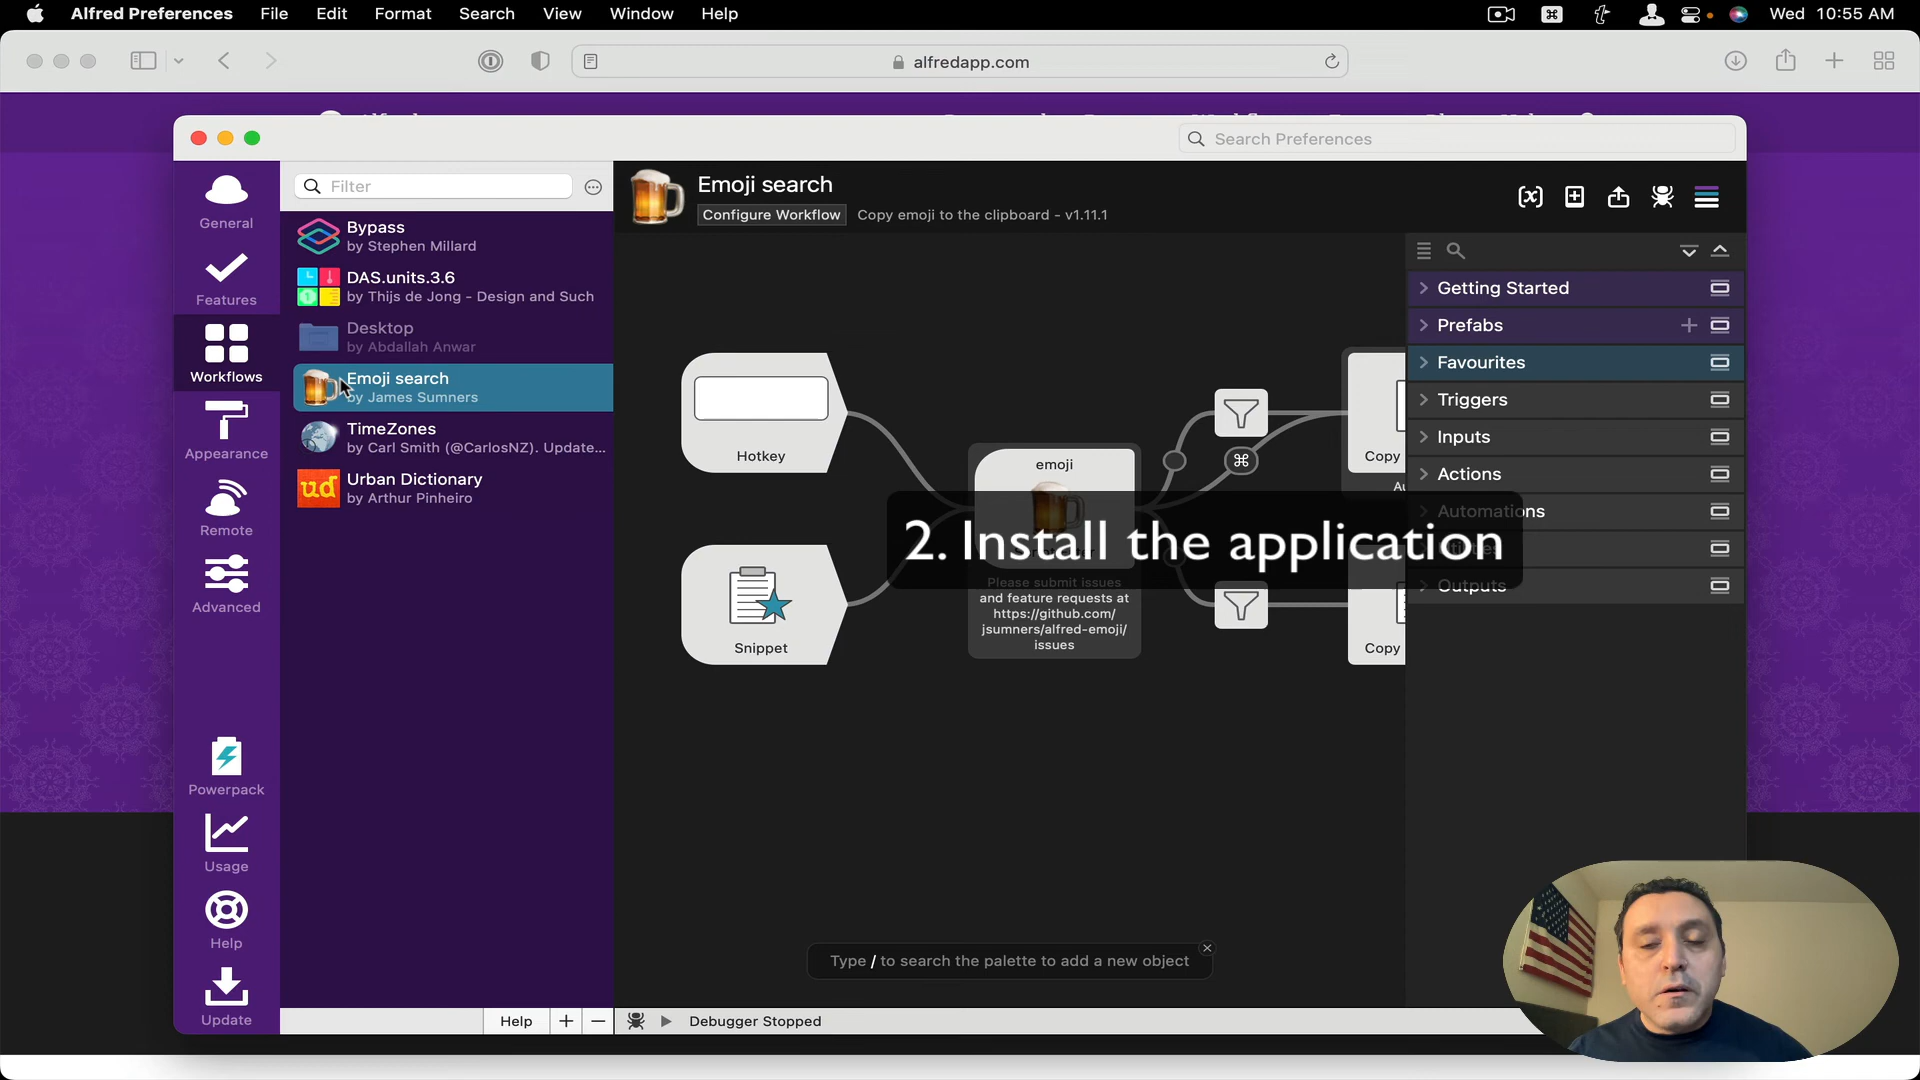 Alfred Preferences File Edit Format Search View Window Help
Wed 10:55 AM
alfredapp.com
Search Preferences
General
Features
Workflows
Appearance
Remote
Advanced
Powerpack
Usage
Help
Update
Filter
Bypass
by Stephen Millard
DAS.units.3.6
by Thijs de Jong - Design and Such
Desktop
by Abdallah Anwar
Emoji search
by James Sumners
TimeZones
by Carl Smith (@CarlosNZ). Update...
Urban Dictionary
by Arthur Pinheiro
Help
Emoji search
Configure Workflow Copy emoji to the clipboard - v1.11.1
Hotkey
Snippet
emoji
Please submit issues
and feature requests at
https://github.com/
jsumners/alfred-emoji/
issues
Copy
Au
Copy
2. Install the application
Getting Started
Prefabs
Favourites
Triggers
Inputs
Actions
Automations
Outputs
Type / to search the palette to add a new object
Debugger Stopped